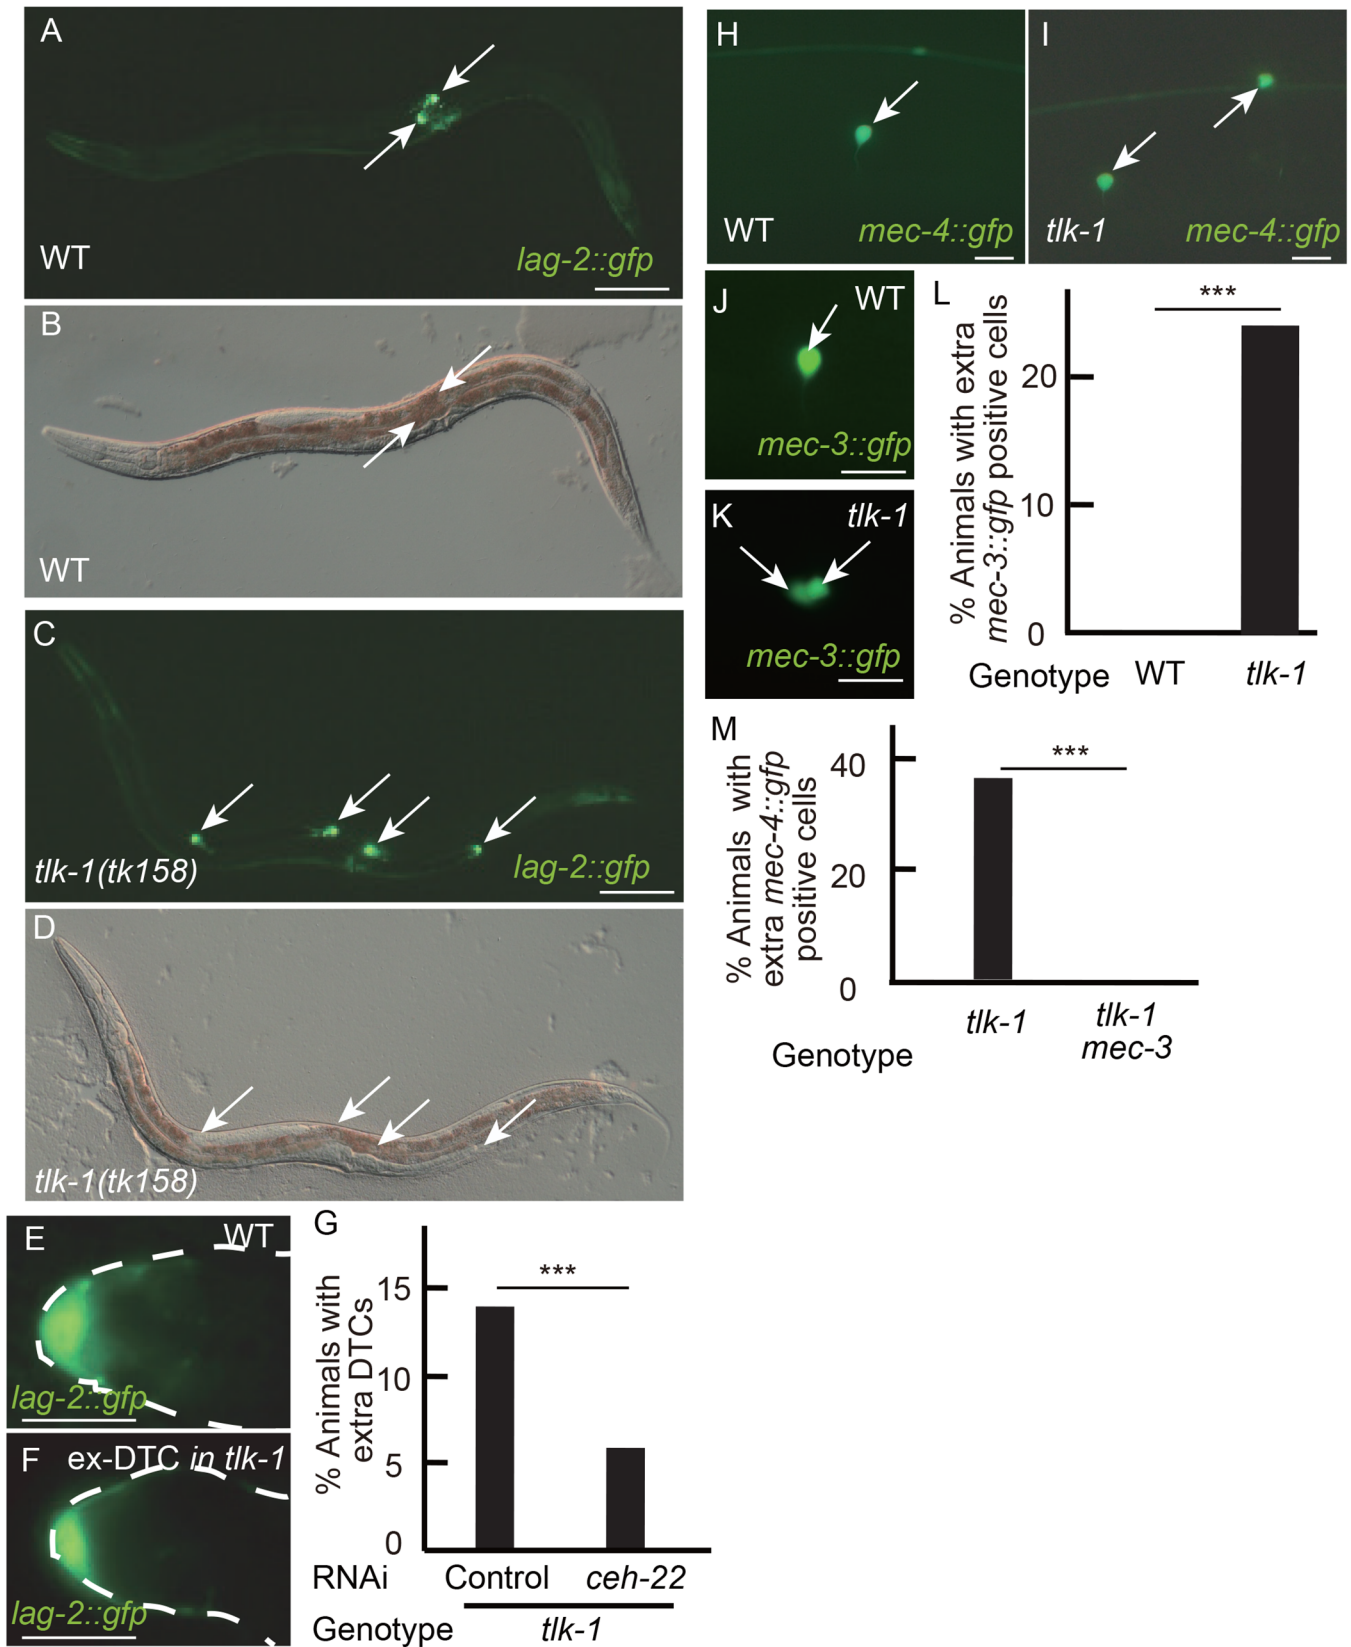 A
WT
lag-2::gfp
B
WT
C
tlk-1(tk158)
lag-2::gfp
D
tlk-1(tk158)
E
WT
lag-2::gfp
F
ex-DTC in tlk-1
lag-2::gfp
G
% Animals with
extra DTCs
15
10
5
0
***
RNAi Control ceh-22
Genotype tlk-1
H
WT
mec-4::gfp
I
tlk-1
mec-4::gfp
J
WT
mec-3::gfp
K
tlk-1
mec-3::gfp
L
% Animals with extra
mec-3::gfp positive cells
20
10
0
***
Genotype WT tlk-1
M
% Animals with
extra mec-4::gfp
positive cells
40
20
0
***
tlk-1
tlk-1
mec-3
Genotype